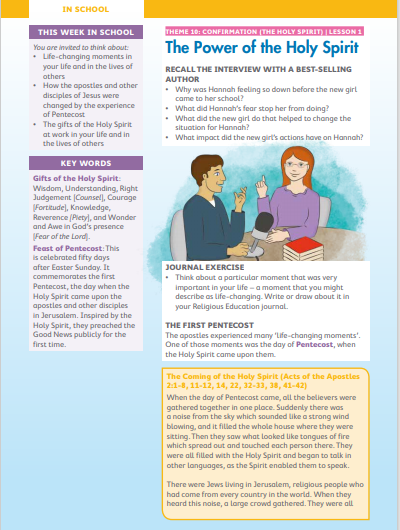 IN SCHOOL
THIS WEEK IN SCHOOL
You are invited to think about:
• Life-changing moments in
your life and in the lives of
others
• How the apostles and other
disciples of Jesus were
changed by the experience
of Pentecost
• The gifts of the Holy Spirit
at work in your life and in
the lives of others
KEY WORDS
Gifts of the Holy Spirit:
Wisdom, Understanding, Right
Judgement [Counsel], Courage
[Fortitude], Knowledge,
Reverence [Piety], and Wonder
and Awe in God's presence
[Fear of the Lord].
Feast of Pentecost: This
is celebrated fifty days
after Easter Sunday. It
commemorates the first
Pentecost, the day when the
Holy Spirit came upon the
apostles and other disciples
in Jerusalem. Inspired by the
Holy Spirit, they preached the
Good News publicly for the
first time.
THEME 10: CONFIRMATION (THE HOLY SPIRIT) | LESSON 1
The Power of the Holy Spirit
RECALL THE INTERVIEW WITH A BEST-SELLING
AUTHOR
• Why was Hannah feeling so down before the new girl
came to her school?
• What did Hannah's fear stop her from doing?
• What did the new girl do that helped to change the
situation for Hannah?
• What impact did the new girl's actions have on Hannah?
JOURNAL EXERCISE
• Think about a particular moment that was very
important in your life – a moment that you might
describe as life-changing. Write or draw about it in
your Religious Education journal.
THE FIRST PENTECOST
The apostles experienced many 'life-changing moments'.
One of those moments was the day of Pentecost, when
the Holy Spirit came upon them.
The Coming of the Holy Spirit (Acts of the Apostles
2:1-8, 11-12, 14, 22, 32-33, 38, 41-42)
When the day of Pentecost came, all the believers were
gathered together in one place. Suddenly there was
a noise from the sky which sounded like a strong wind
blowing, and it filled the whole house where they were
sitting. Then they saw what looked like tongues of fire
which spread out and touched each person there. They
were all filled with the Holy Spirit and began to talk in
other languages, as the Spirit enabled them to speak.
There were Jews living in Jerusalem, religious people who
had come from every country in the world. When they
heard this noise, a large crowd gathered. They were all